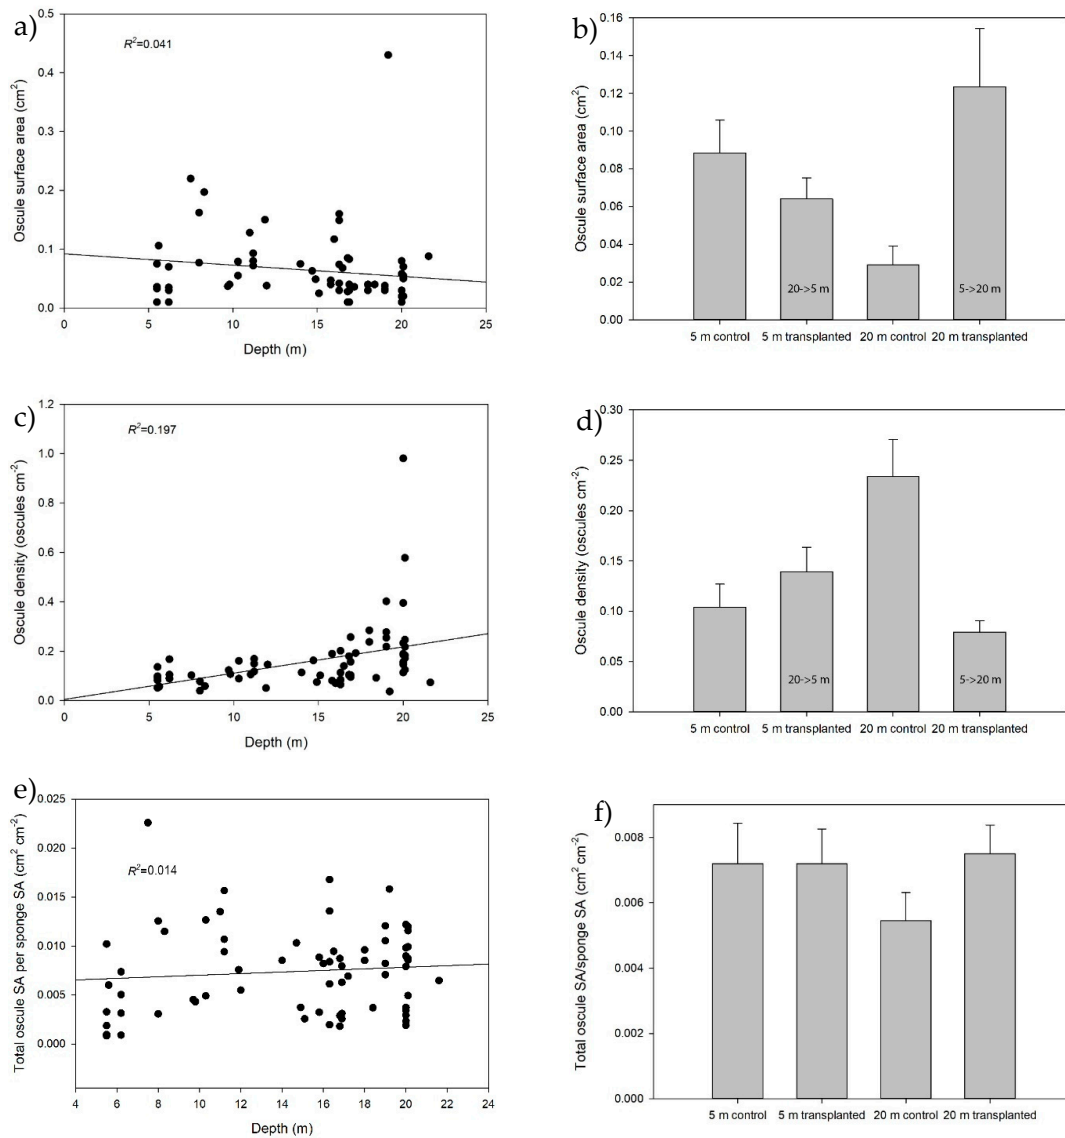 a)
R²=0.041
Oscule surface area (cm²)
0.5
0.4
0.3
0.2
0.1
0.0
0 5 10 15 20 25
Depth (m)
b)
Oscule surface area (cm²)
0.16
0.14
0.12
0.10
0.08
0.06
0.04
0.02
0.00
20->5 m
5->20 m
5 m control 5 m transplanted 20 m control 20 m transplanted
c)
R²=0.197
Oscule density (oscules cm⁻²)
1.2
1.0
0.8
0.6
0.4
0.2
0.0
0 5 10 15 20 25
Depth (m)
d)
Oscule density (oscules cm⁻²)
0.30
0.25
0.20
0.15
0.10
0.05
0.00
20->5 m
5->20 m
5 m control 5 m transplanted 20 m control 20 m transplanted
e)
R²=0.014
Total oscule SA per sponge SA (cm² cm⁻²)
0.025
0.020
0.015
0.010
0.005
0.000
4 6 8 10 12 14 16 18 20 22 24
Depth (m)
f)
Total oscule SA/sponge SA (cm² cm⁻²)
0.008
0.006
0.004
0.002
0.000
5 m control 5 m transplanted 20 m control 20 m transplanted